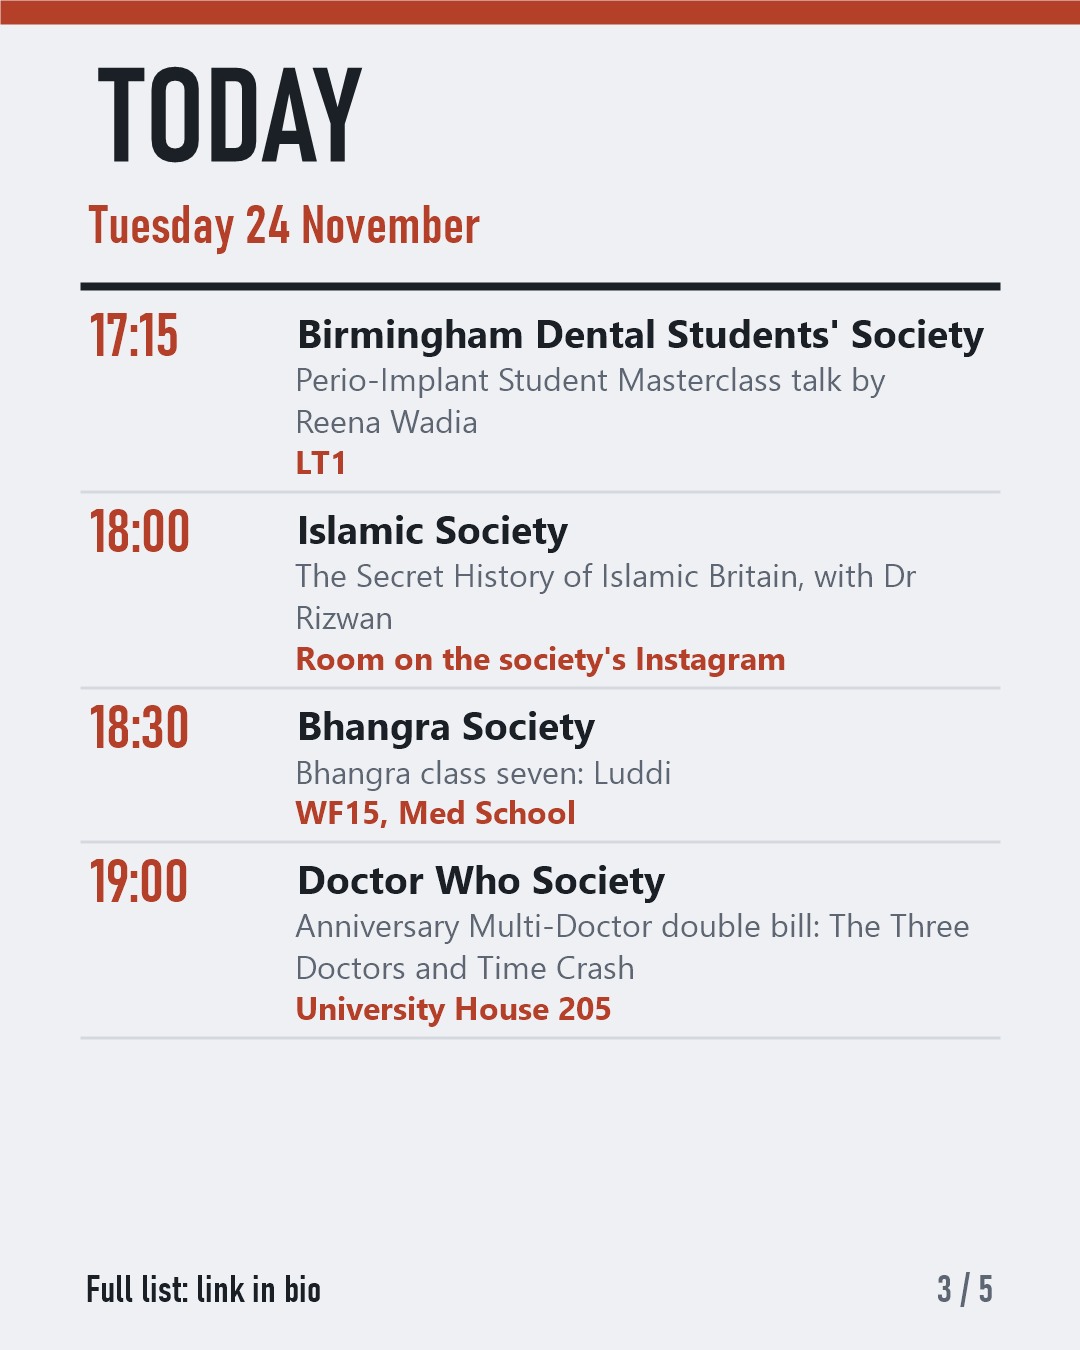 TODAY
Tuesday 24 November
17:15
Birmingham Dental Students' Society
Perio-Implant Student Masterclass talk by
Reena Wadia
LT1
18:00
Islamic Society
The Secret History of Islamic Britain, with Dr
Rizwan
Room on the society's Instagram
18:30
Bhangra Society
Bhangra class seven: Luddi
WF15, Med School
19:00
Doctor Who Society
Anniversary Multi-Doctor double bill: The Three
Doctors and Time Crash
University House 205
Full list: link in bio
3 / 5